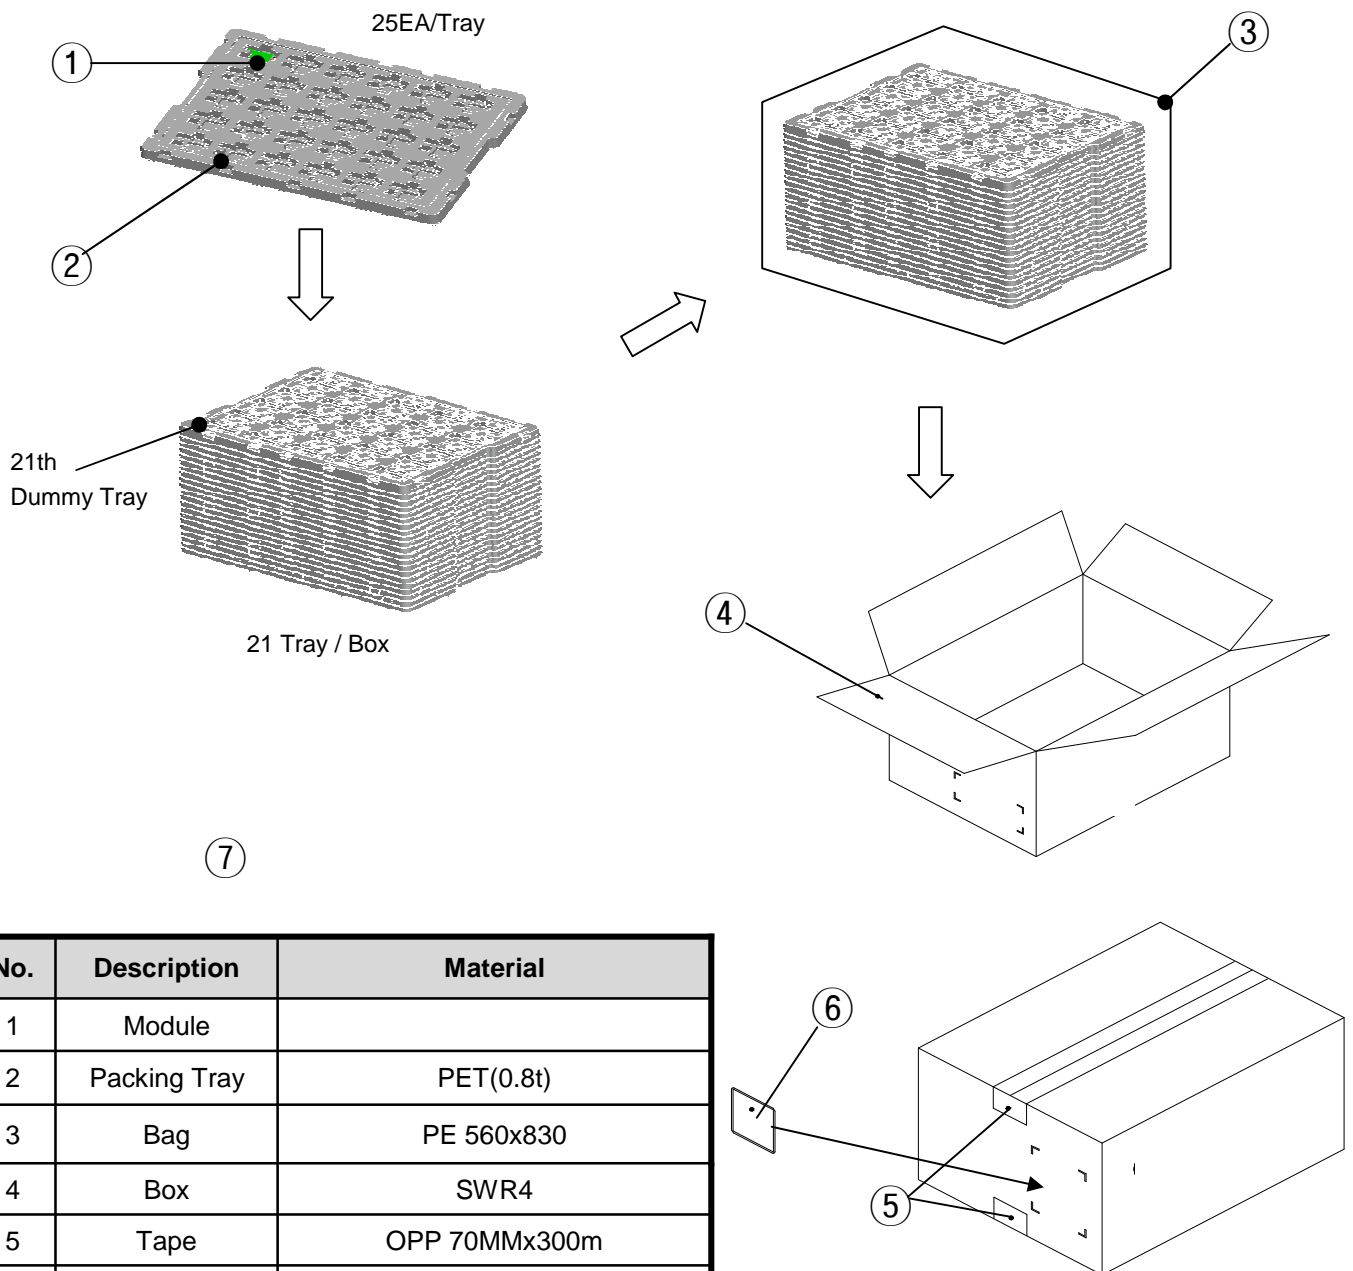 25EA/Tray
①
②
③
21th
Dummy Tray
21 Tray / Box
④
⑦
No. Description Material
1 Module
2 Packing Tray PET(0.8t)
3 Bag PE 560x830
4 Box SWR4
5 Tape OPP 70MMx300m
⑥
⑤